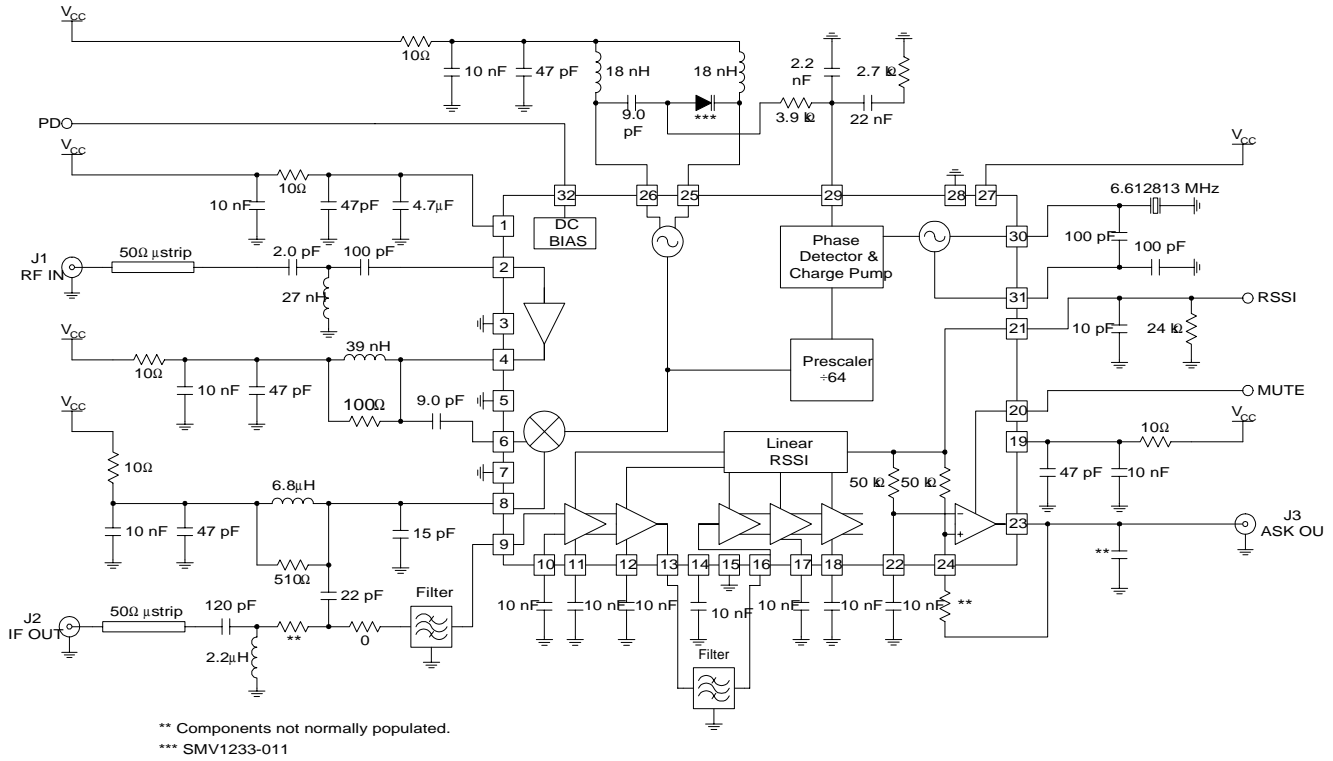 VCC
10Ω
10 nF
47 pF
18 nH
18 nH
9.0
pF
***
2.2
nF
2.7 kΩ
3.9 kΩ
22 nF
PD
VCC
10Ω
10 nF
47pF
4.7µF
32
26
25
29
28
27
VCC
6.612813 MHz
1
DC
BIAS
Phase
Detector &
Charge Pump
30
100 pF
100 pF
J1
RF IN
50Ω µstrip
2.0 pF
100 pF
27 nH
2
3
31
RSSI
21
10 pF
24 kΩ
VCC
10Ω
10 nF
47 pF
39 nH
100Ω
9.0 pF
4
5
6
7
Prescaler
÷64
20
MUTE
19
VCC
10Ω
47 pF
10 nF
VCC
10Ω
10 nF
47 pF
6.8µH
510Ω
15 pF
8
9
Linear
RSSI
50 kΩ
50 kΩ
−
+
23
J3
ASK OU
**
10
11
12
13
14
15
16
17
18
22
24
10 nF
10 nF
10 nF
10 nF
10 nF
10 nF
10 nF
**
22 pF
J2
IF OUT
50Ω µstrip
120 pF
2.2µH
**
0
Filter
Filter
** Components not normally populated.
*** SMV1233-011